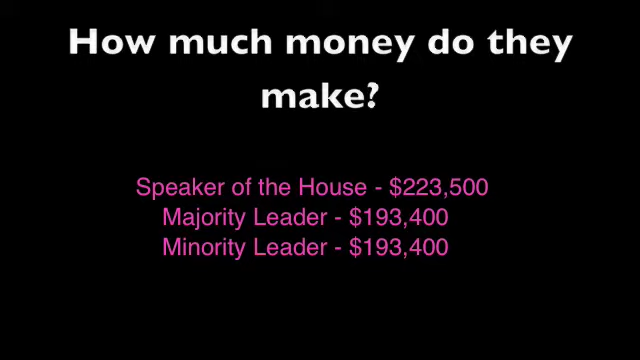 How much money do they
make?
Speaker of the House - $223,500
Majority Leader - $193,400
Minority Leader - $193,400